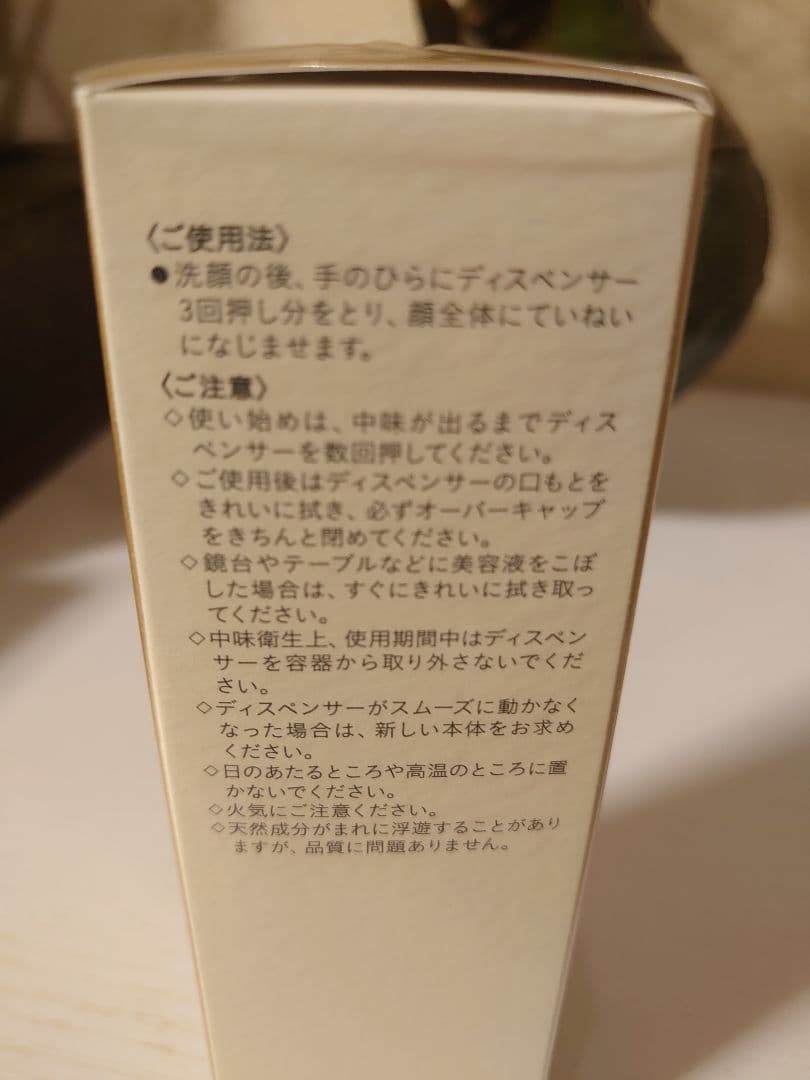 〈ご使用法〉
●洗顔の後、手のひらにディスペンサー
3回押し分をとり、顔全体にていねい
になじませます。
〈ご注意〉
◇使い始めは、中味が出るまでディス
ペンサーを数回押してください。
◇ご使用後はディスペンサーの口もとを
きれいに拭き、必ずオーバーキャップ
をきちんと閉めてください。
◇鏡台やテーブルなどに美容液をこぼ
した場合は、すぐにきれいに拭き取っ
てください。
◇中味衛生上、使用期間中はディスペン
サーを容器から取り外さないでくだ
さい。
◇ディスペンサーがスムーズに動かなく
なった場合は、新しい本体をお求め
ください。
◇日のあたるところや高温のところに置
かないでください。
◇火気にご注意ください。
◇天然成分がまれに浮遊することがあり
ますが、品質に問題ありません。